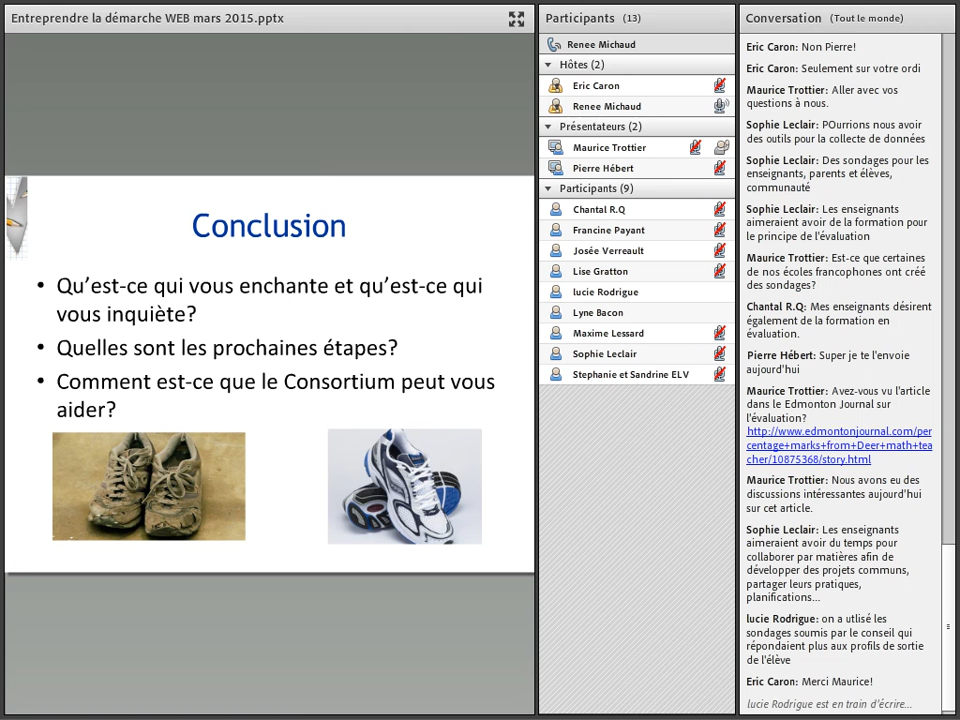 Entreprendre la démarche WEB mars 2015.pptx
Conclusion
• Qu’est-ce qui vous enchante et qu’est-ce qui
vous inquiète?
• Quelles sont les prochaines étapes?
• Comment est-ce que le Consortium peut vous
aider?
Participants (13)
Renee Michaud
Hôtes (2)
Eric Caron
Renee Michaud
Présentateurs (2)
Maurice Trottier
Pierre Hébert
Participants (9)
Chantal R.Q
Francine Payant
Josée Verreault
Lise Gratton
lucie Rodrigue
Lyne Bacon
Maxime Lessard
Sophie Leclair
Stephanie et Sandrine ELV
Conversation (Tout le monde)
Eric Caron: Non Pierre!
Eric Caron: Seulement sur votre ordi
Maurice Trottier: Aller avec vos
questions à nous.
Sophie Leclair: POurrions nous avoir
des outils pour la collecte de données
Sophie Leclair: Des sondages pour les
enseignants, parents et élèves,
communauté
Sophie Leclair: Les enseignants
aimeraient avoir de la formation pour
le principe de l'évaluation
Maurice Trottier: Est-ce que certaines
de nos écoles francophones ont créé
des sondages?
Chantal R.Q: Mes enseignants désirent
également de la formation en
évaluation.
Pierre Hébert: Super je te l'envoie
aujourd'hui
Maurice Trottier: Avez-vous vu l'article
dans le Edmonton Journal sur
l'évaluation?
http://www.edmontonjournal.com/per
centage+marks+from+Deer+math+tea
cher/10875368/story.html
Maurice Trottier: Nous avons eu des
discussions intéressantes aujourd'hui
sur cet article.
Sophie Leclair: Les enseignants
aimeraient avoir du temps pour
collaborer par matières afin de
développer des projets communs,
partager leurs pratiques,
planifications...
lucie Rodrigue: on a utlisé les
sondages soumis par le conseil qui
répondaient plus aux profils de sortie
de l'élève
Eric Caron: Merci Maurice!
lucie Rodrigue est en train d'écrire...